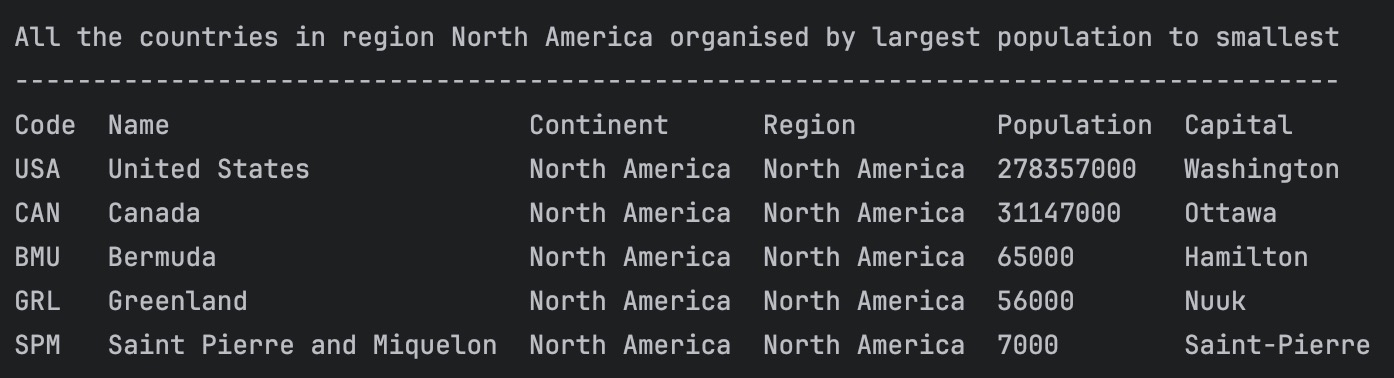 All the countries in region North America organised by largest population to smallest
-------------------------------------------------------------------------------------
Code  Name                       Continent      Region         Population  Capital
USA   United States              North America  North America  278357000   Washington
CAN   Canada                     North America  North America  31147000    Ottawa
BMU   Bermuda                    North America  North America  65000       Hamilton
GRL   Greenland                  North America  North America  56000       Nuuk
SPM   Saint Pierre and Miquelon  North America  North America  7000        Saint-Pierre